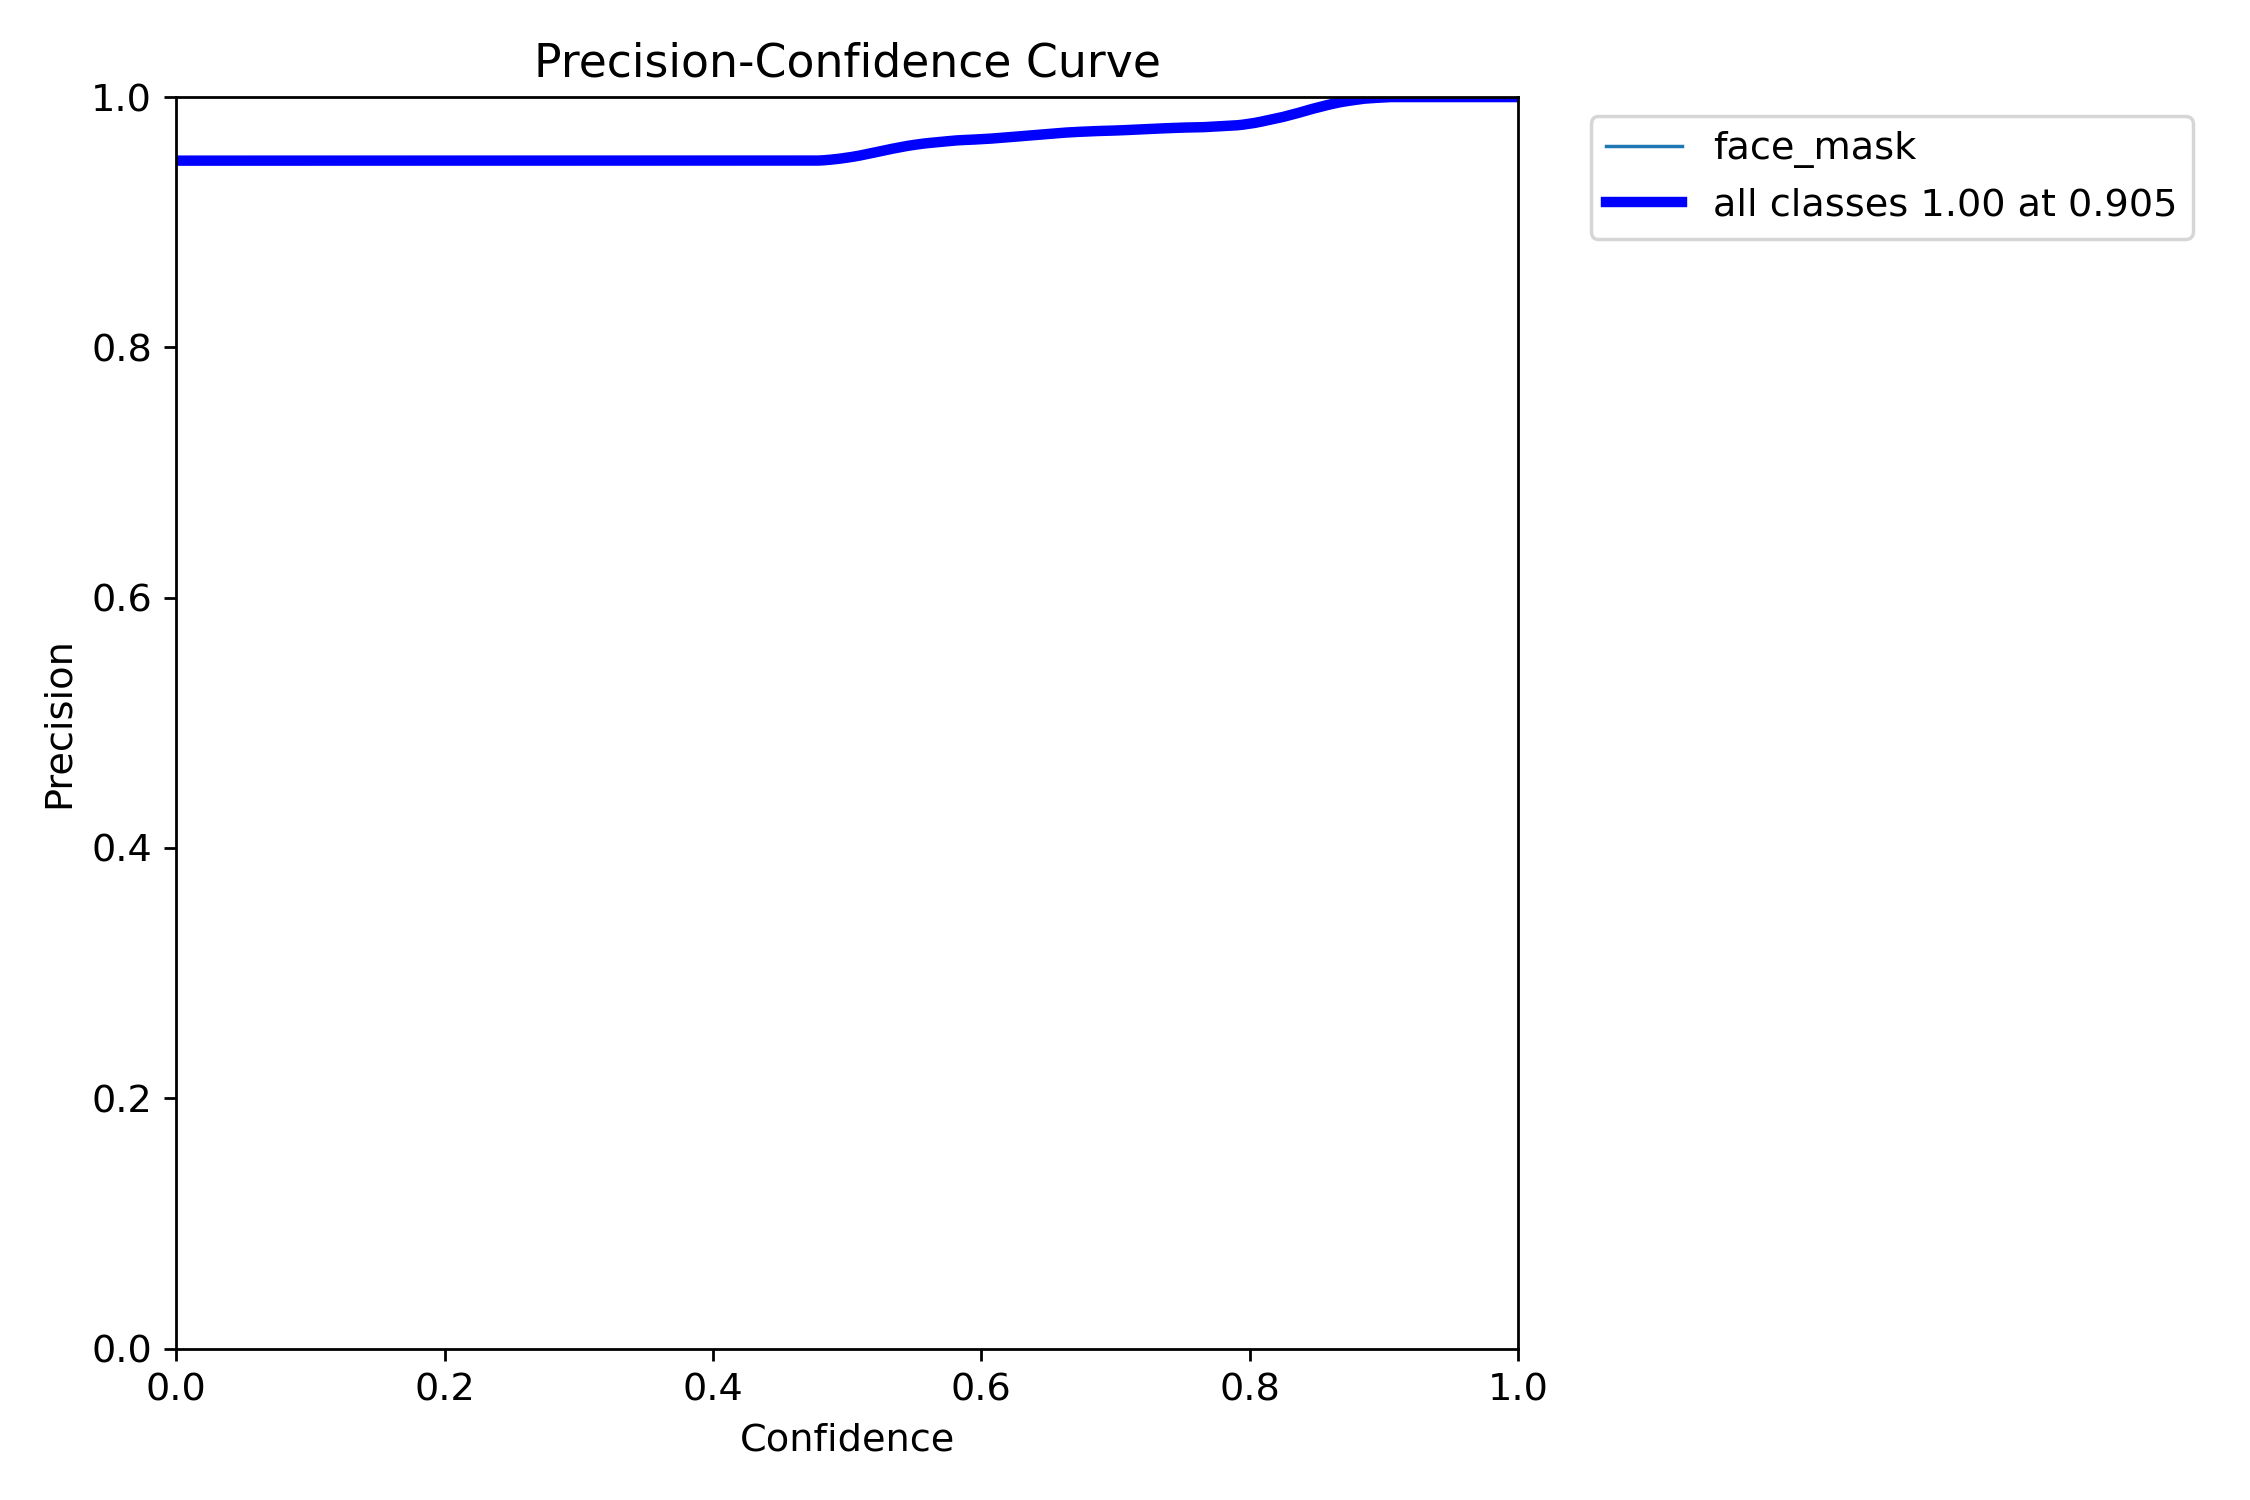 Precision-Confidence Curve
1.0
0.8
0.6
0.4
0.2
0.0
Precision
0.0 0.2 0.4 0.6 0.8 1.0
Confidence
face_mask
all classes 1.00 at 0.905